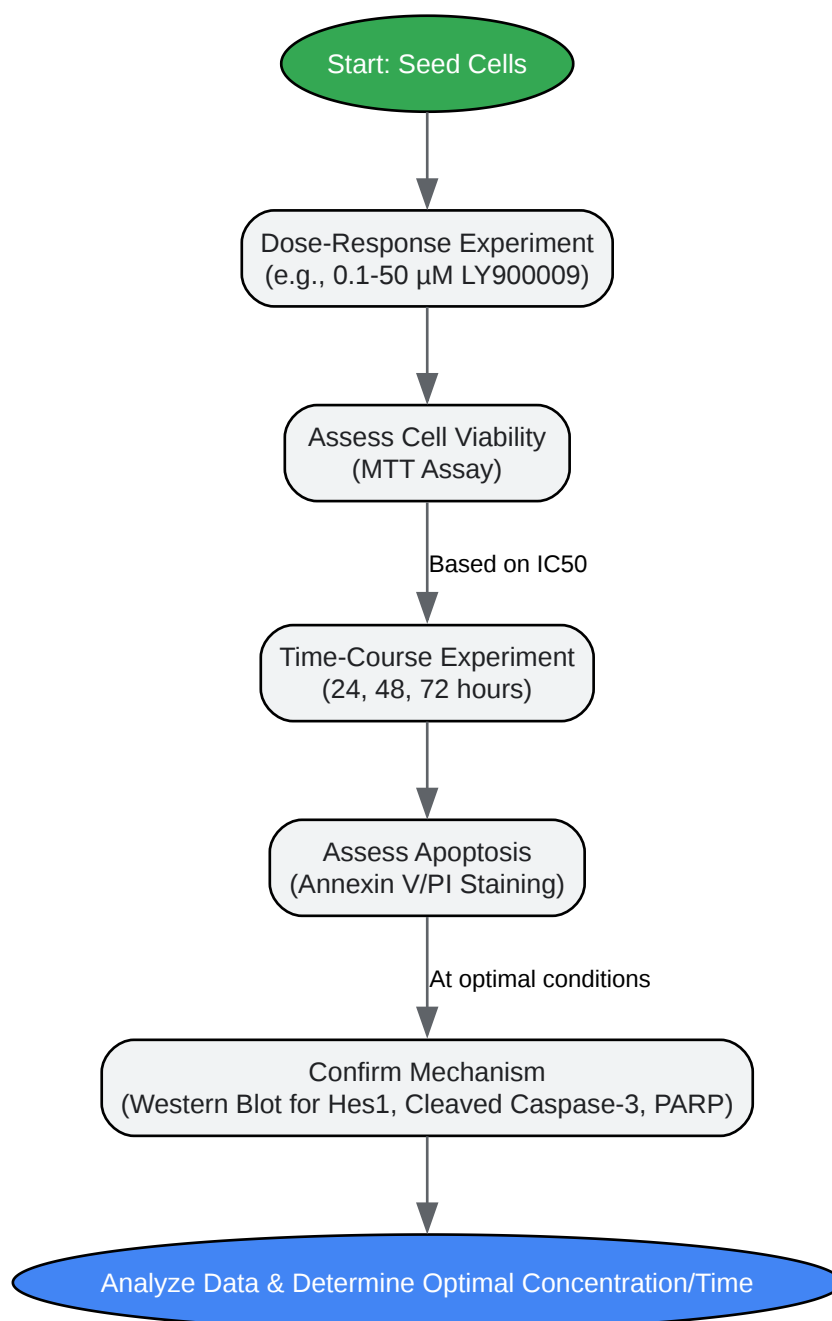 Start: Seed Cells
Dose-Response Experiment
(e.g., 0.1-50 µM LY900009)
Assess Cell Viability
(MTT Assay)
Based on IC50
Time-Course Experiment
(24, 48, 72 hours)
Assess Apoptosis
(Annexin V/PI Staining)
At optimal conditions
Confirm Mechanism
(Western Blot for Hes1, Cleaved Caspase-3, PARP)
Analyze Data & Determine Optimal Concentration/Time